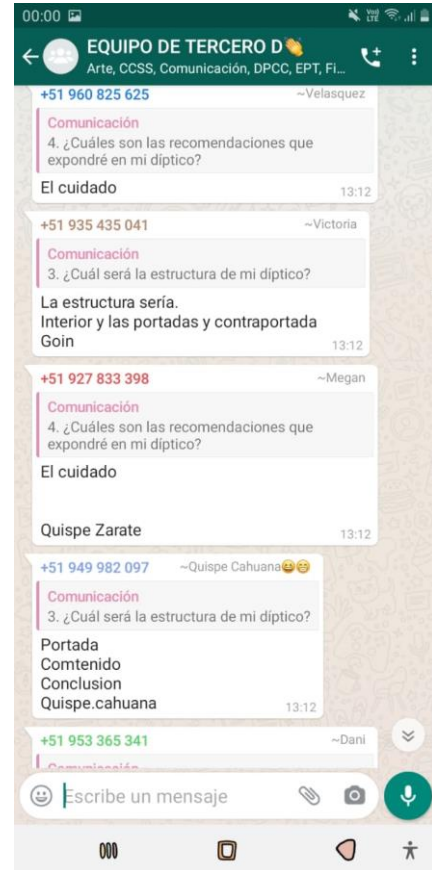 00:00
EQUIPO DE TERCERO D👏
Arte, CCSS, Comunicación, DPCC, EPT, Fi...
+51 960 825 625 ~Velasquez
Comunicación
4. ¿Cuáles son las recomendaciones que
expondré en mi díptico?
El cuidado 13:12
+51 935 435 041 ~Victoria
Comunicación
3. ¿Cuál será la estructura de mi díptico?
La estructura sería.
Interior y las portadas y contraportada
Goin 13:12
+51 927 833 398 ~Megan
Comunicación
4. ¿Cuáles son las recomendaciones que
expondré en mi díptico?
El cuidado
Quispe Zarate 13:12
+51 949 982 097 ~Quispe Cahuana😄😁
Comunicación
3. ¿Cuál será la estructura de mi díptico?
Portada
Comtenido
Conclusion
Quispe.cahuana 13:12
+51 953 365 341 ~Dani
Comunicación
Escribe un mensaje